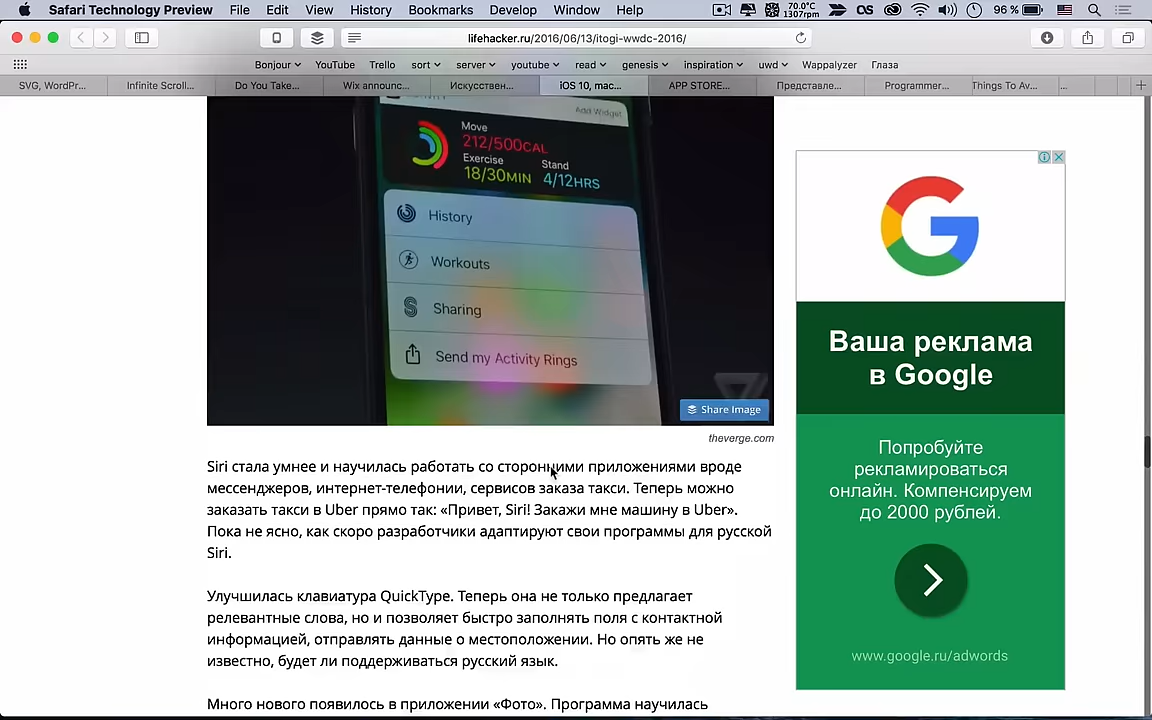 Safari Technology Preview File Edit View History Bookmarks Develop Window Help 70.0°C 1307rpm 96 %
lifehacker.ru/2016/06/13/itogi-wwdc-2016/
Bonjour YouTube Trello sort server youtube read genesis inspiration uwd Wappalyzer Глаза
SVG, WordPr... Infinite Scroll... Do You Take... Wix announc... Искусствен... iOS 10, mac... APP STORE... Представле... Programmer... Things To Av... ...
Add Widget
Move
212/500CAL
Exercise Stand
18/30MIN 4/12HRS
History
Workouts
Sharing
Send my Activity Rings
Share Image
theverge.com
Siri стала умнее и научилась работать со сторонними приложениями вроде
мессенджеров, интернет-телефонии, сервисов заказа такси. Теперь можно
заказать такси в Uber прямо так: «Привет, Siri! Закажи мне машину в Uber».
Пока не ясно, как скоро разработчики адаптируют свои программы для русской
Siri.
Улучшилась клавиатура QuickType. Теперь она не только предлагает
релевантные слова, но и позволяет быстро заполнять поля с контактной
информацией, отправлять данные о местоположении. Но опять же не
известно, будет ли поддерживаться русский язык.
Много нового появилось в приложении «Фото». Программа научилась
Ваша реклама
в Google
Попробуйте
рекламироваться
онлайн. Компенсируем
до 2000 рублей.
www.google.ru/adwords